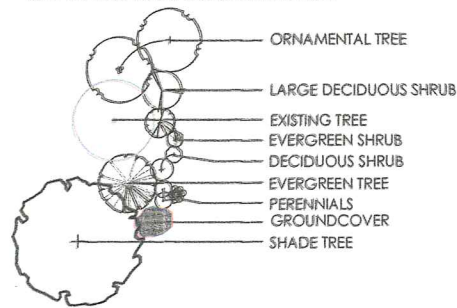 ORNAMENTAL TREE
LARGE DECIDUOUS SHRUB
EXISTING TREE
EVERGREEN SHRUB
DECIDUOUS SHRUB
EVERGREEN TREE
PERENNIALS
GROUNDCOVER
SHADE TREE